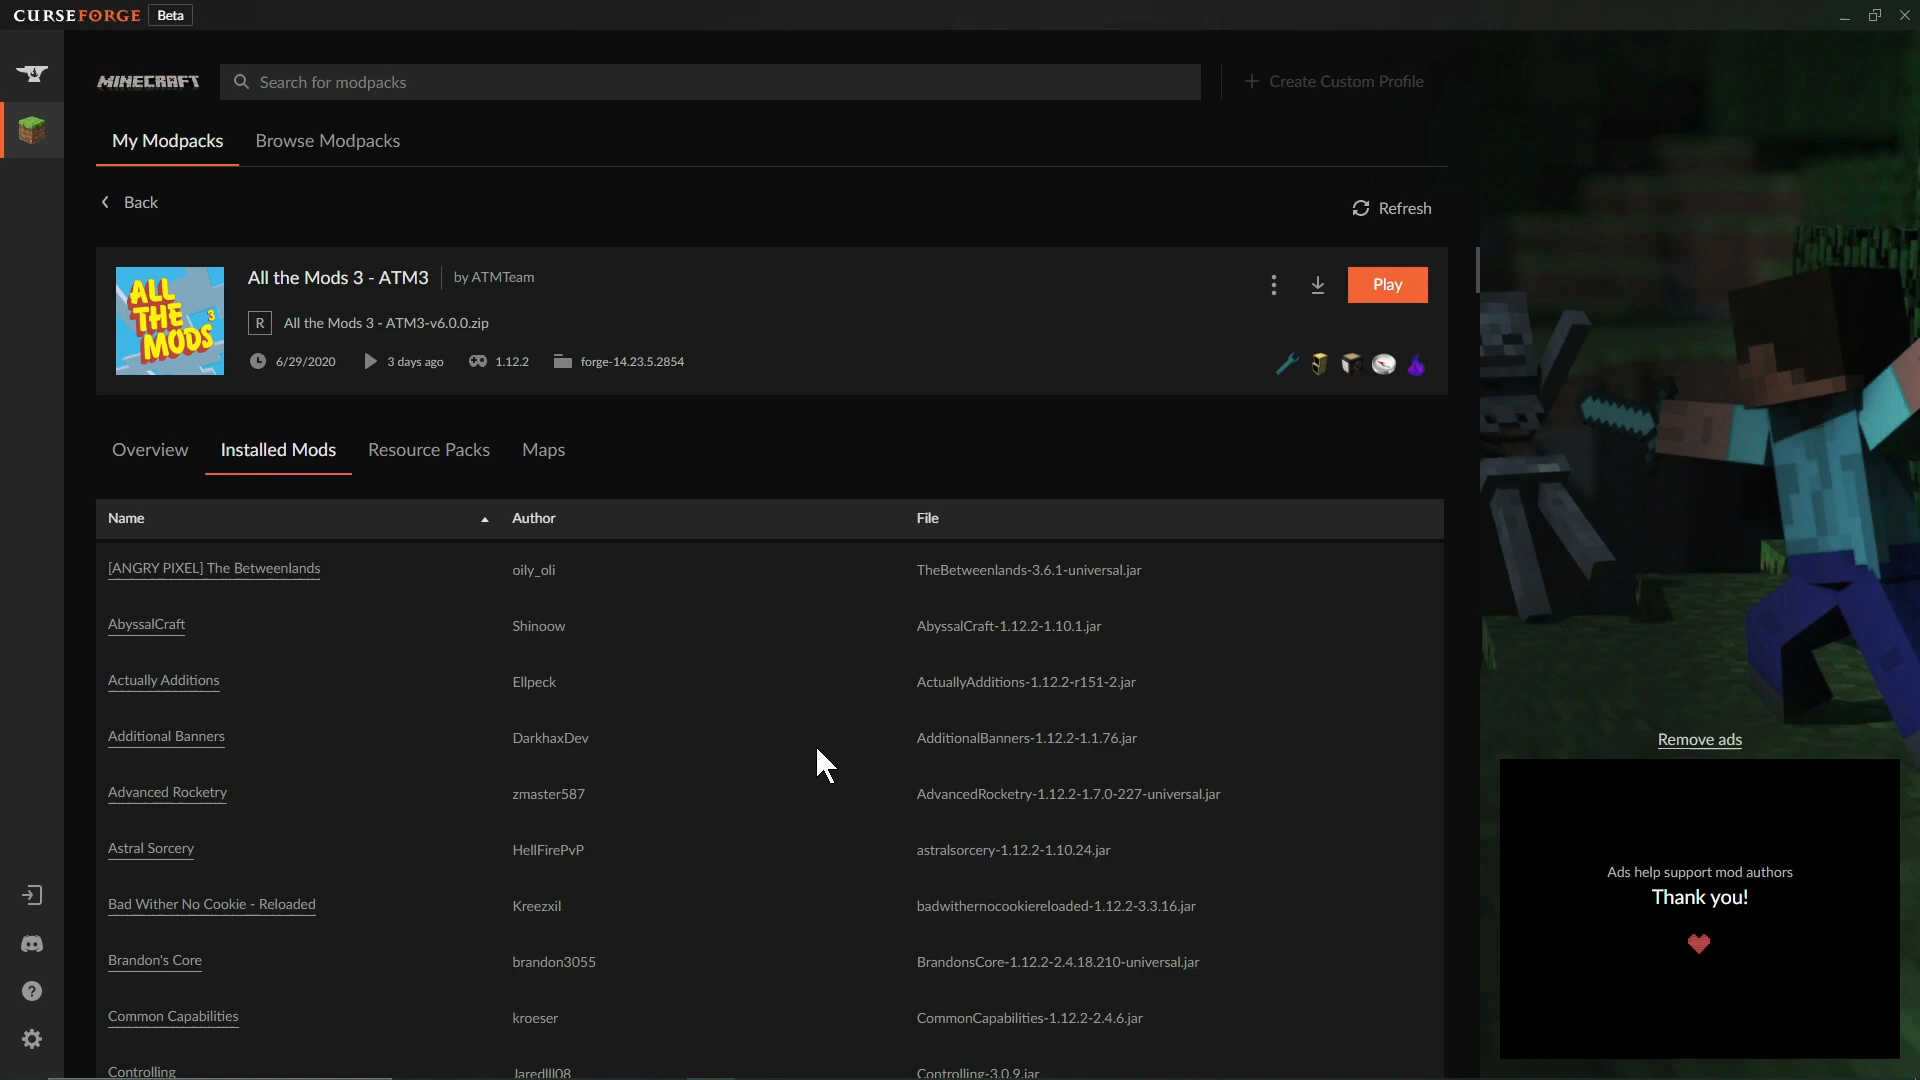 CURSEFORGE Beta
MINECRAFT
Search for modpacks
Create Custom Profile
My Modpacks
Browse Modpacks
Back
Refresh
ALL THE MODS 3
All the Mods 3 - ATM3
by ATMTeam
Play
R All the Mods 3 - ATM3-v6.0.0.zip
6/29/2020 3 days ago 1.12.2 forge-14.23.5.2854
Overview Installed Mods Resource Packs Maps
Name Author File
[ANGRY PIXEL] The Betweenlands oily_oli TheBetweenlands-3.6.1-universal.jar
AbyssalCraft Shinoow AbyssalCraft-1.12.2-1.10.1.jar
Actually Additions Ellpeck ActuallyAdditions-1.12.2-r151-2.jar
Additional Banners DarkhaxDev AdditionalBanners-1.12.2-1.1.76.jar
Advanced Rocketry zmaster587 AdvancedRocketry-1.12.2-1.7.0-227-universal.jar
Astral Sorcery HellFirePvP astralsorcery-1.12.2-1.10.24.jar
Bad Wither No Cookie - Reloaded Kreezxil badwithernocookiereloaded-1.12.2-3.3.16.jar
Brandon's Core brandon3055 BrandonsCore-1.12.2-2.4.18.210-universal.jar
Common Capabilities kroeser CommonCapabilities-1.12.2-2.4.6.jar
Controlling Jaredlll08 Controlling-3.0.9.jar
Remove ads
Ads help support mod authors
Thank you!